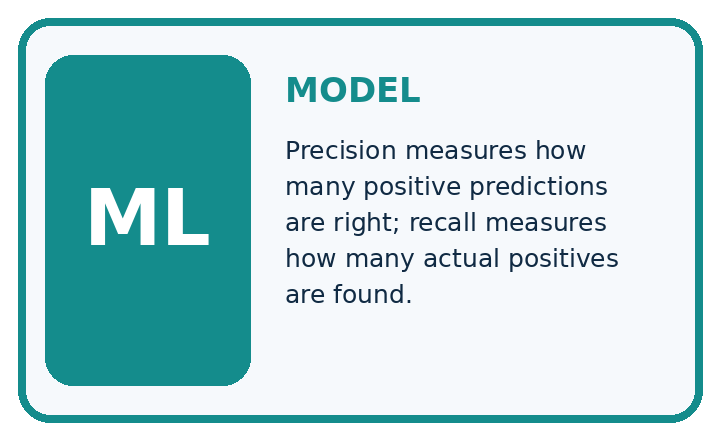 ML
MODEL
Precision measures how
many positive predictions
are right; recall measures
how many actual positives
are found.